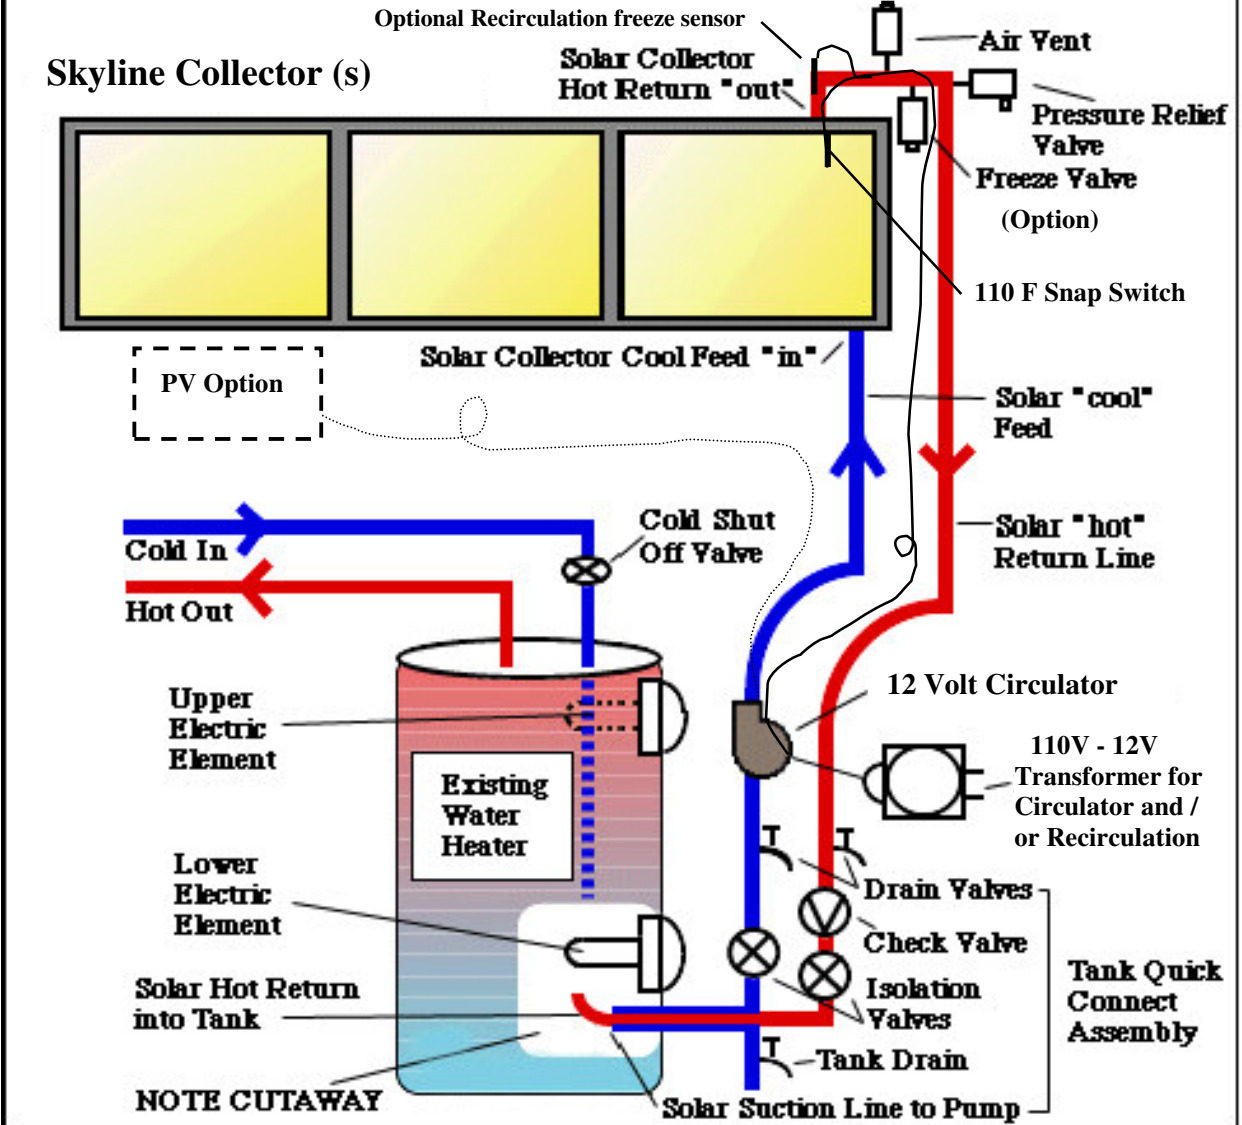 Optional Recirculation freeze sensor
Skyline Collector (s)
Solar Collector
Hot Return "out"
Air Vent
Pressure Relief
Valve
Freeze Valve
(Option)
110 F Snap Switch
Solar Collector Cool Feed "in"
PV Option
Solar "cool"
Feed
Cold In
Hot Out
Cold Shut
Off Valve
Solar "hot"
Return Line
Upper
Electric
Element
Existing
Water
Heater
12 Volt Circulator
110V - 12V
Transformer for
Circulator and /
or Recirculation
Lower
Electric
Element
Drain Valves
Check Valve
Solar Hot Return
into Tank
Isolation
Valves
Tank Quick
Connect
Assembly
Tank Drain
NOTE CUTAWAY
Solar Suction Line to Pump